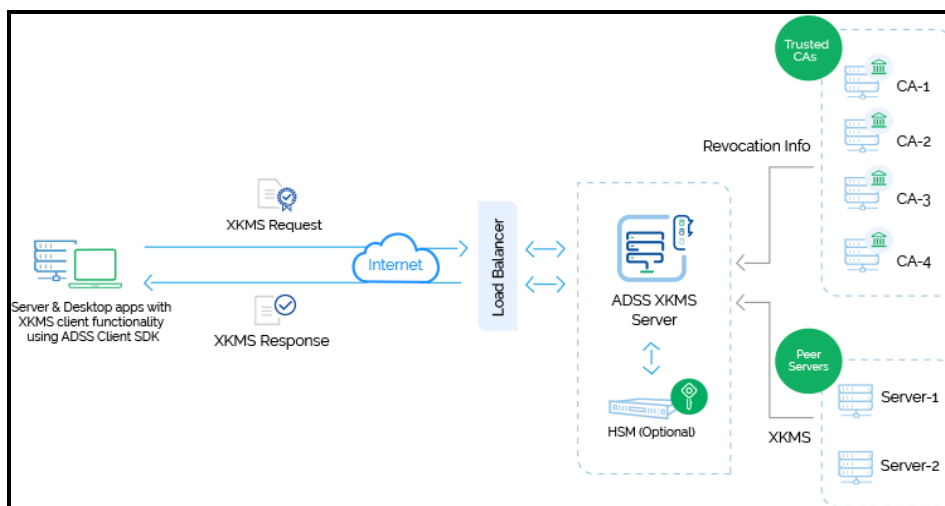 Trusted
CAs
CA-1
CA-2
Revocation Info
CA-3
XKMS Request
CA-4
Internet
Load Balancer
Server & Desktop apps with
XKMS client functionality
using ADSS Client SDK
XKMS Response
ADSS XKMS
Server
HSM (Optional)
Peer
Servers
Server-1
XKMS
Server-2